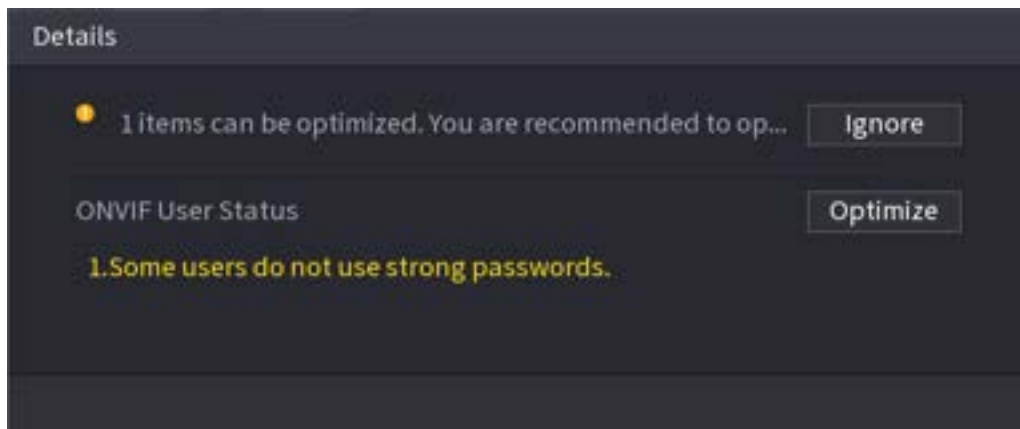 Details
1 items can be optimized. You are recommended to op... Ignore
ONVIF User Status Optimize
1.Some users do not use strong passwords.